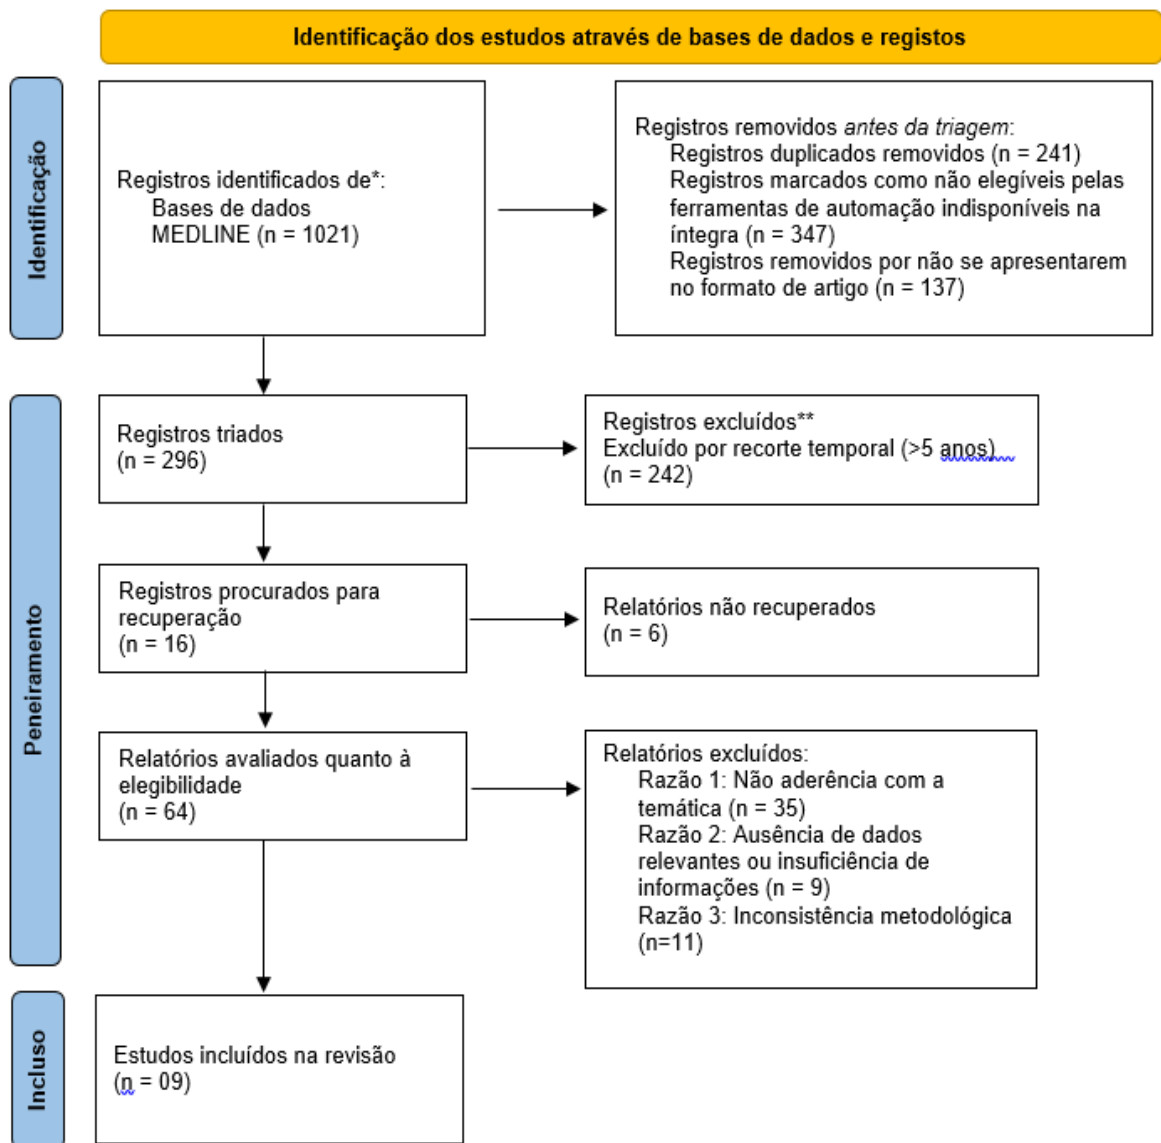 Identificação dos estudos através de bases de dados e registos
Identificação
Registros identificados de*:
Bases de dados
MEDLINE (n = 1021)
Registros removidos antes da triagem:
Registros duplicados removidos (n = 241)
Registros marcados como não elegíveis pelas
ferramentas de automação indisponíveis na
íntegra (n = 347)
Registros removidos por não se apresentarem
no formato de artigo (n = 137)
Peneiramento
Registros triados
(n = 296)
Registros excluídos**
Excluído por recorte temporal (>5 anos)
(n = 242)
Registros procurados para
recuperação
(n = 16)
Relatórios não recuperados
(n = 6)
Relatórios avaliados quanto à
elegibilidade
(n = 64)
Relatórios excluídos:
Razão 1: Não aderência com a
temática (n = 35)
Razão 2: Ausência de dados
relevantes ou insuficiência de
informações (n = 9)
Razão 3: Inconsistência metodológica
(n=11)
Incluso
Estudos incluídos na revisão
(n = 09)